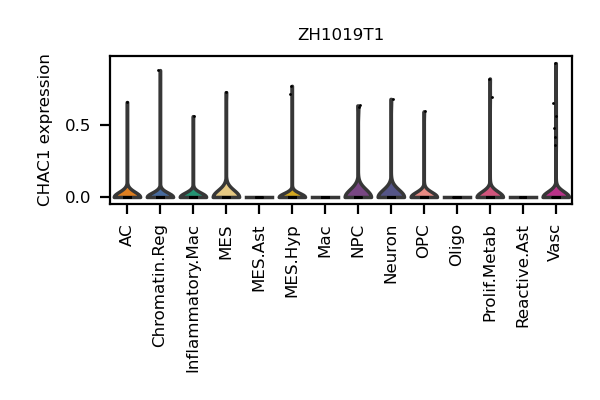 ZH1019T1
CHAC1 expression
0.5
0.0
AC
Chromatin.Reg
Inflammatory.Mac
MES
MES.Ast
MES.Hyp
Mac
NPC
Neuron
OPC
Oligo
Prolif.Metab
Reactive.Ast
Vasc